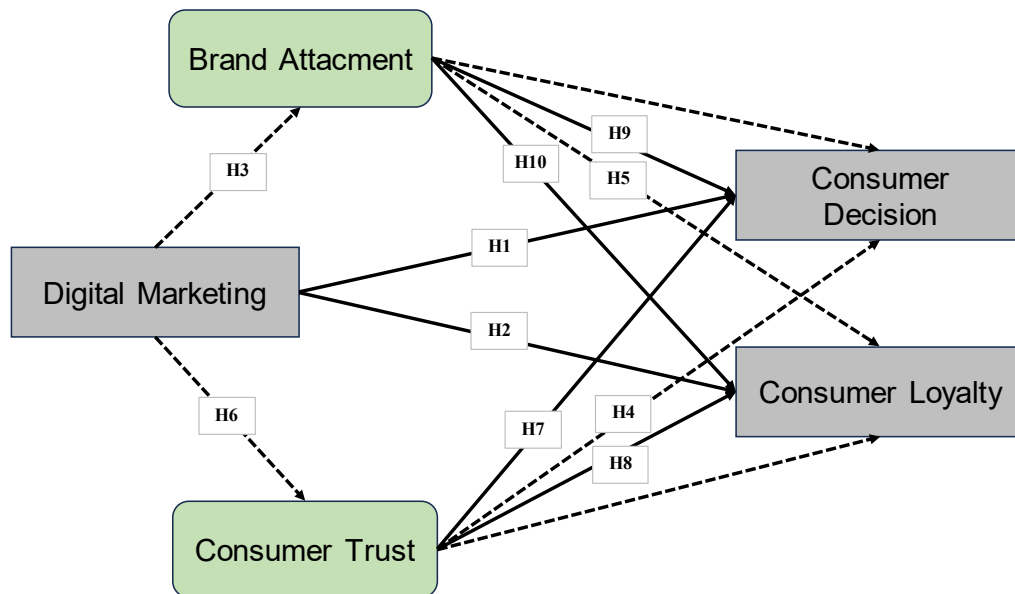 Brand Attacment
H9
H3
H10
H5
Consumer
Decision
H1
Digital Marketing
H2
Consumer Loyalty
H6
H4
H7
H8
Consumer Trust